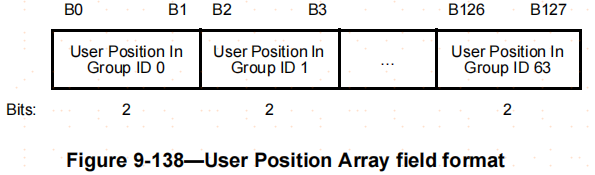 B0 B1 B2 B3 B126 B127
User Position In Group ID 0
User Position In Group ID 1
...
User Position In Group ID 63
Bits: 2 2 2
Figure 9-138—User Position Array field format